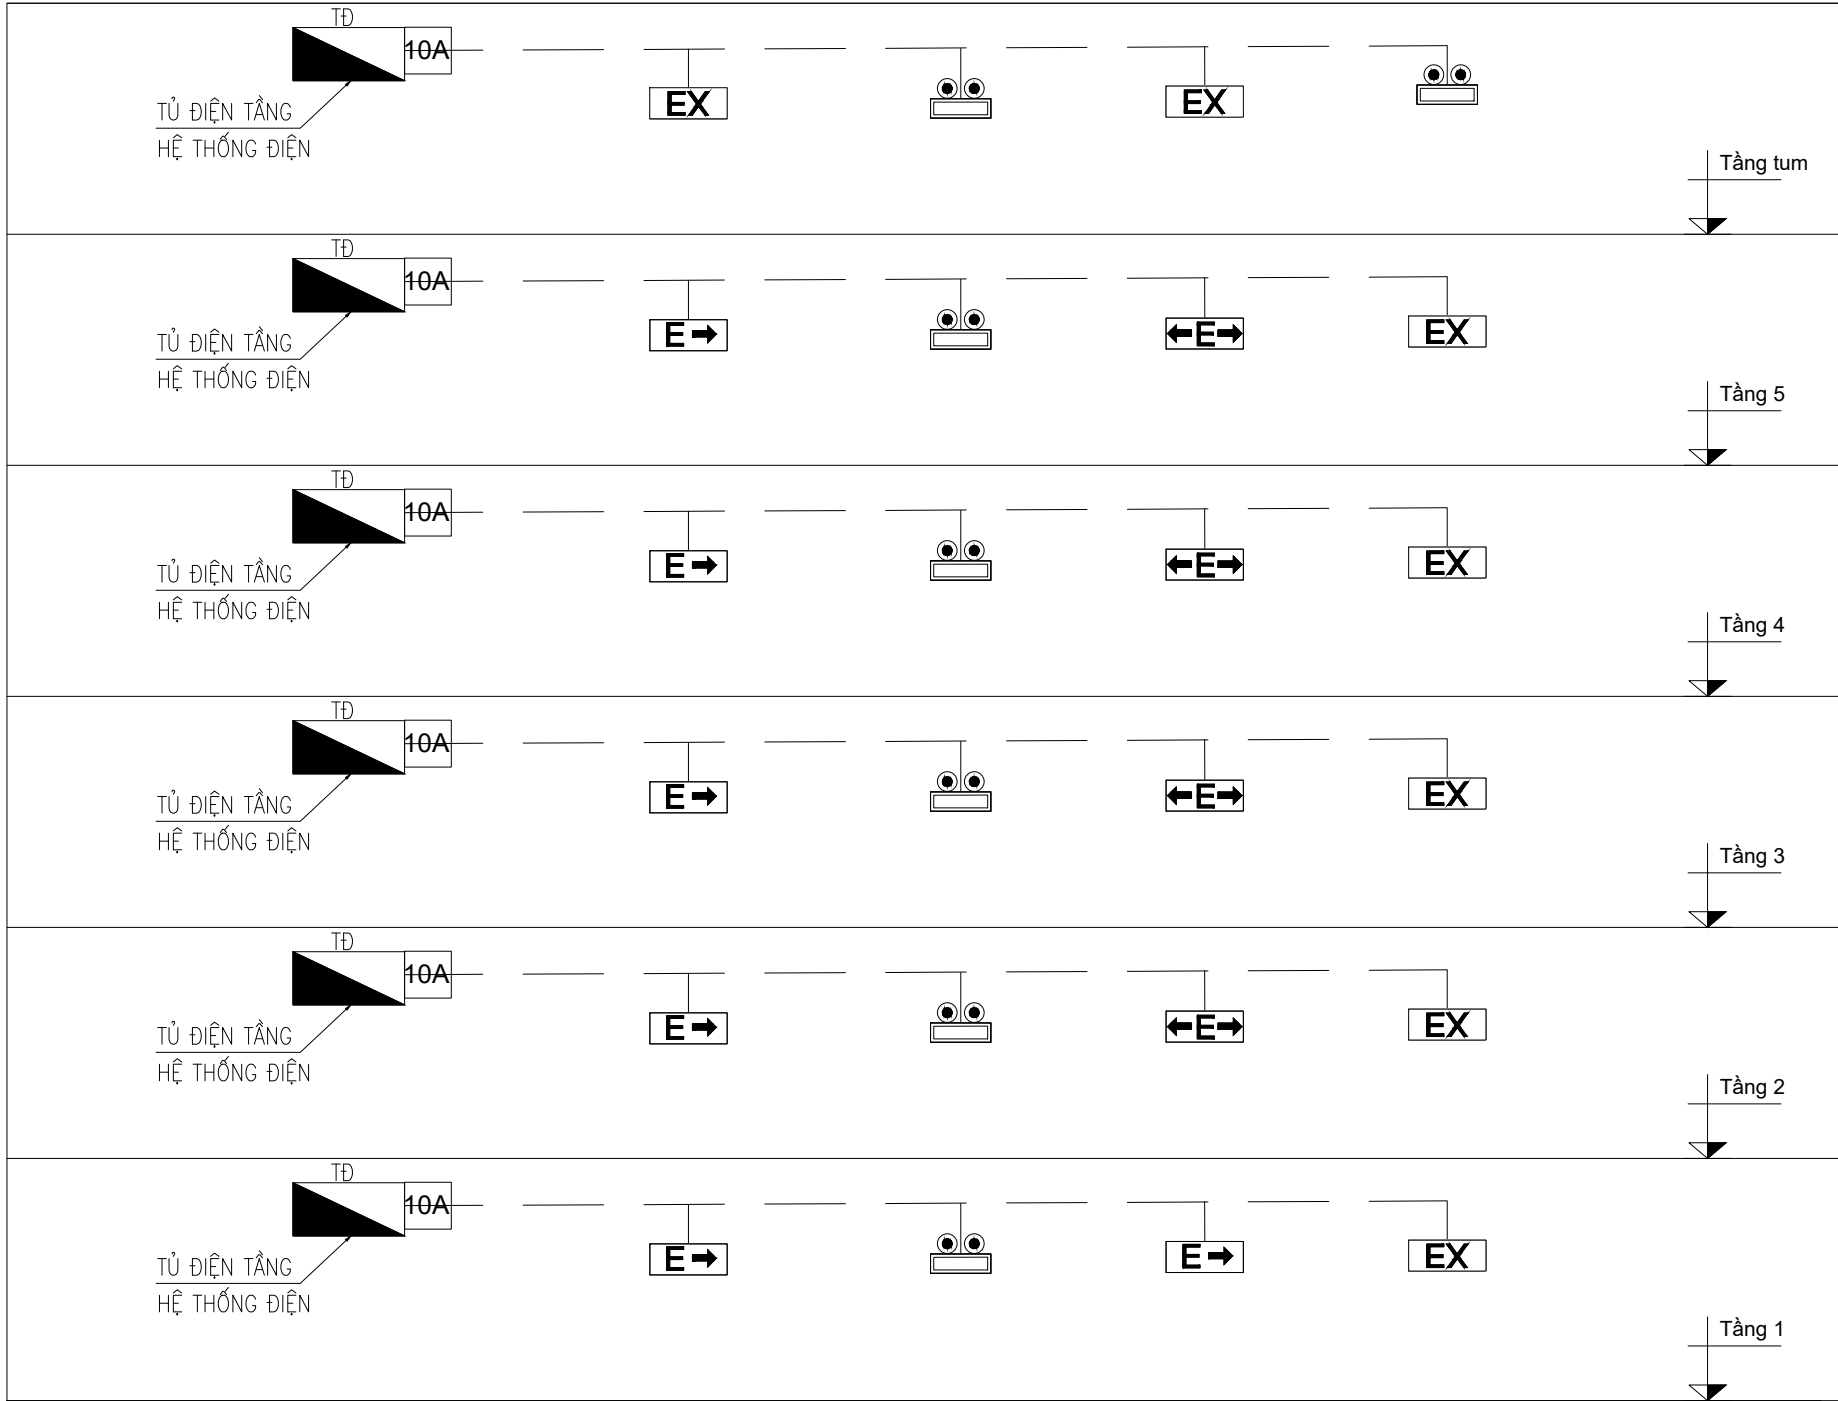 TĐ
10A
EX
EX
TỦ ĐIỆN TẦNG
HỆ THỐNG ĐIỆN
Tầng tum
TĐ
10A
E
E
EX
TỦ ĐIỆN TẦNG
HỆ THỐNG ĐIỆN
Tầng 5
TĐ
10A
E
E
EX
TỦ ĐIỆN TẦNG
HỆ THỐNG ĐIỆN
Tầng 4
TĐ
10A
E
E
EX
TỦ ĐIỆN TẦNG
HỆ THỐNG ĐIỆN
Tầng 3
TĐ
10A
E
E
EX
TỦ ĐIỆN TẦNG
HỆ THỐNG ĐIỆN
Tầng 2
TĐ
10A
E
E
EX
TỦ ĐIỆN TẦNG
HỆ THỐNG ĐIỆN
Tầng 1